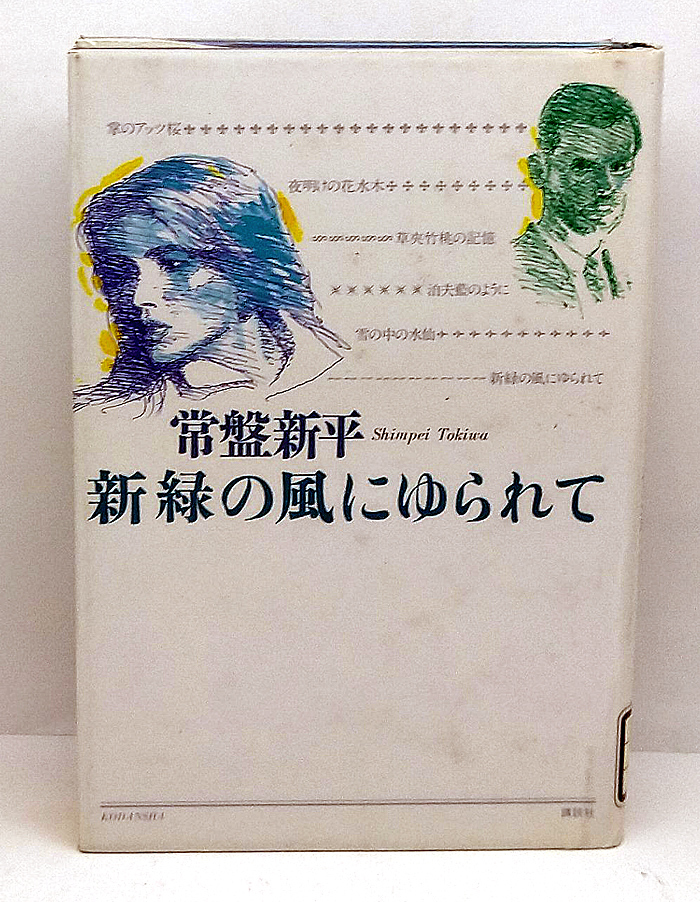 掌のアッツ桜
夜明けの花水木
草夾竹桃の記憶
泊夫藍のように
雪の中の水仙
新緑の風にゆられて
常盤新平 Shimpei Tokiwa
新緑の風にゆられて
KODANSHA 講談社